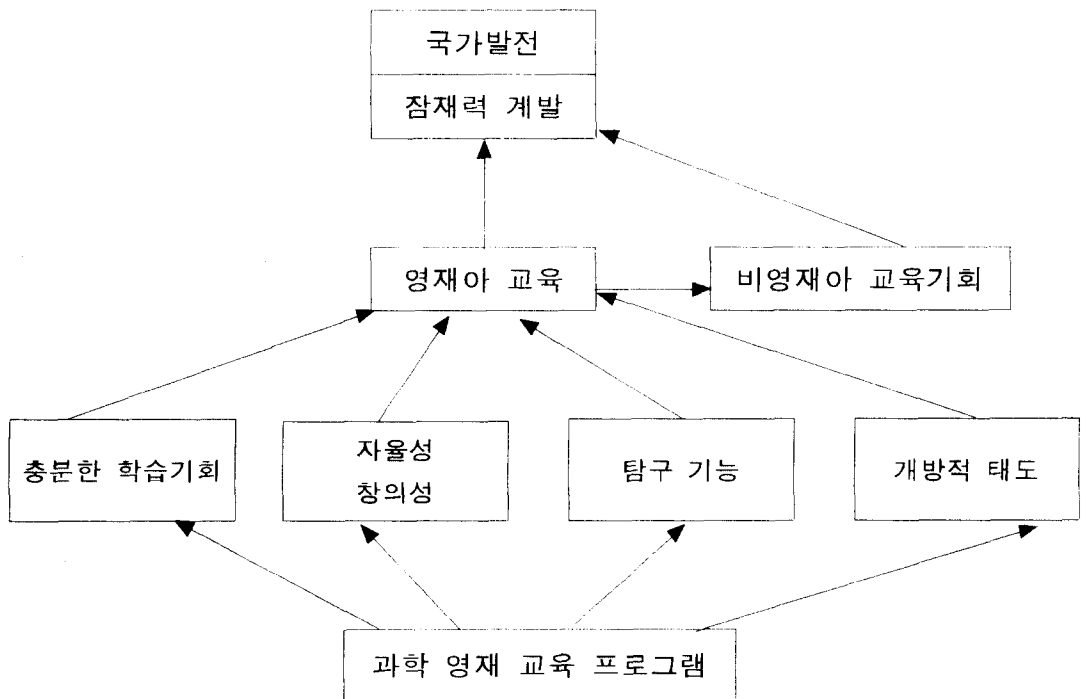 국가발전
잠재력 계발
영재아 교육
비영재아 교육기회
충분한 학습기회
자율성
창의성
탐구 기능
개방적 태도
과학 영재 교육 프로그램